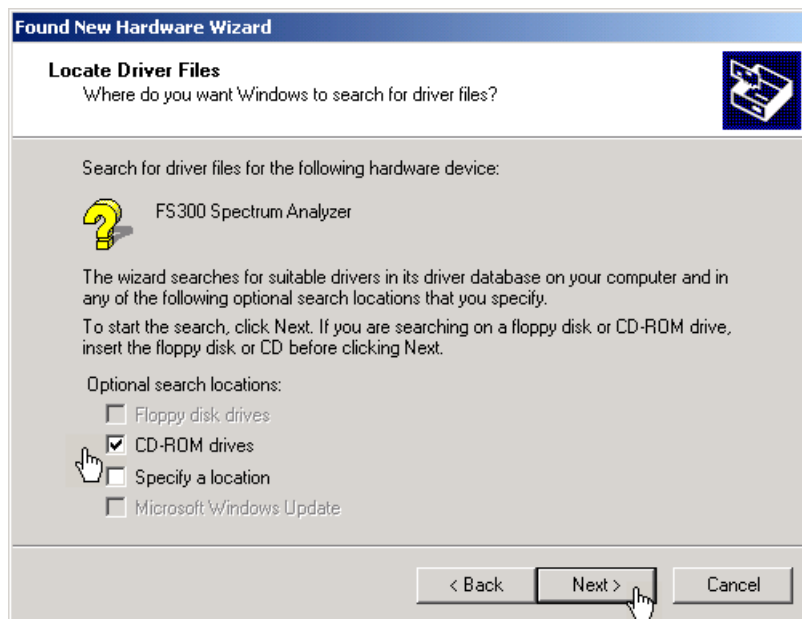 Found New Hardware Wizard
Locate Driver Files
Where do you want Windows to search for driver files?
Search for driver files for the following hardware device:
FS300 Spectrum Analyzer
The wizard searches for suitable drivers in its driver database on your computer and in
any of the following optional search locations that you specify.
To start the search, click Next. If you are searching on a floppy disk or CD-ROM drive,
insert the floppy disk or CD before clicking Next.
Optional search locations:
Floppy disk drives
CD-ROM drives
Specify a location
Microsoft Windows Update
< Back Next > Cancel